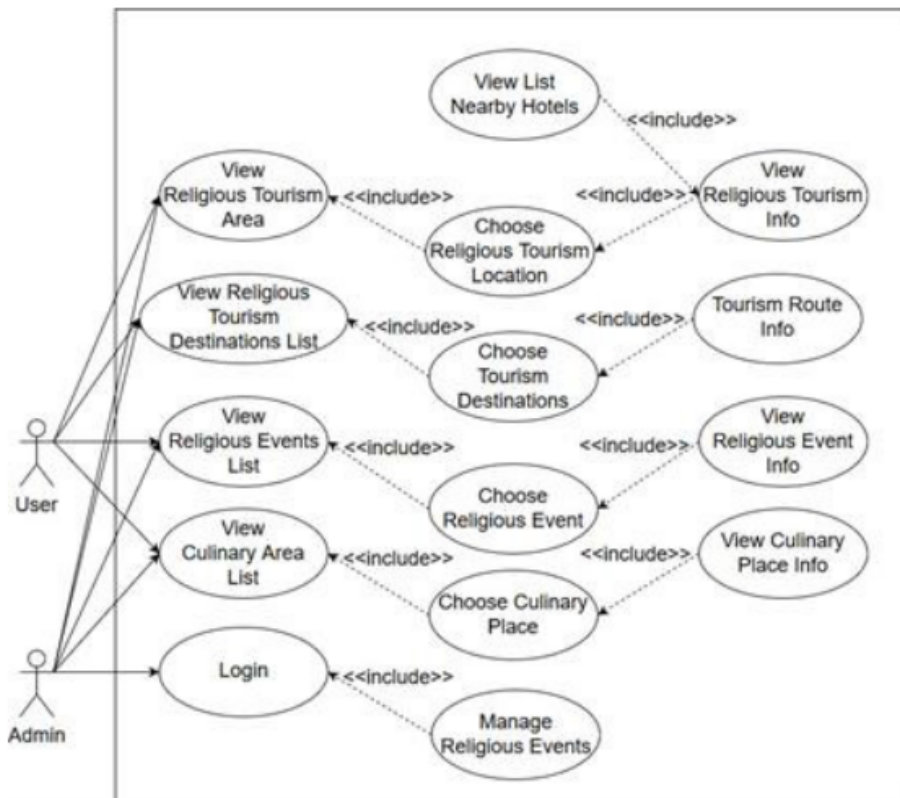 View List
Nearby Hotels
<<include>>
View
Religious Tourism
Area
<<include>>
<<include>>
View
Religious Tourism
Info
Choose
Religious Tourism
Location
View Religious
Tourism
Destinations List
<<include>>
<<include>>
Tourism Route
Info
Choose
Tourism
Destinations
View
Religious Events
List
<<include>>
<<include>>
View
Religious Event
Info
User
Choose
Religious Event
View
Culinary Area
List
<<include>>
<<include>>
View Culinary
Place Info
Choose Culinary
Place
Login
<<include>>
Admin
Manage
Religious Events